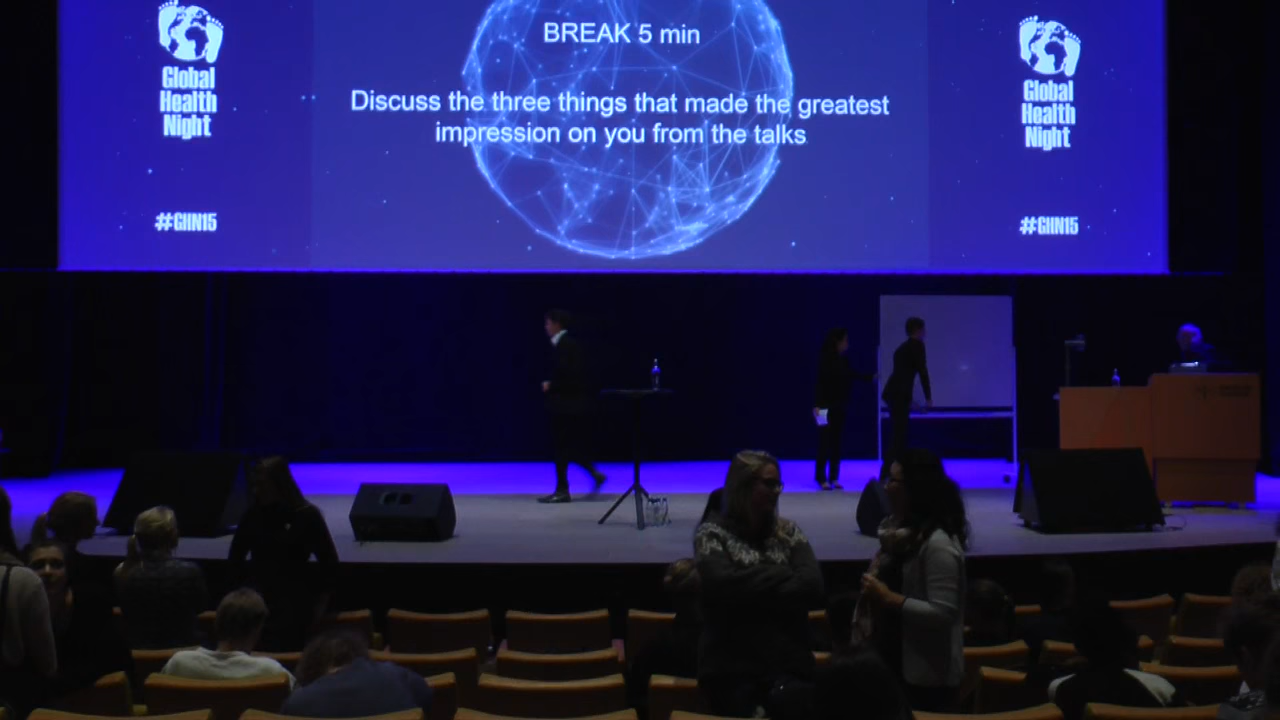 BREAK 5 min
Discuss the three things that made the greatest
impression on you from the talks
Global
Health
Night
#GHN15
Global
Health
Night
#GHN15